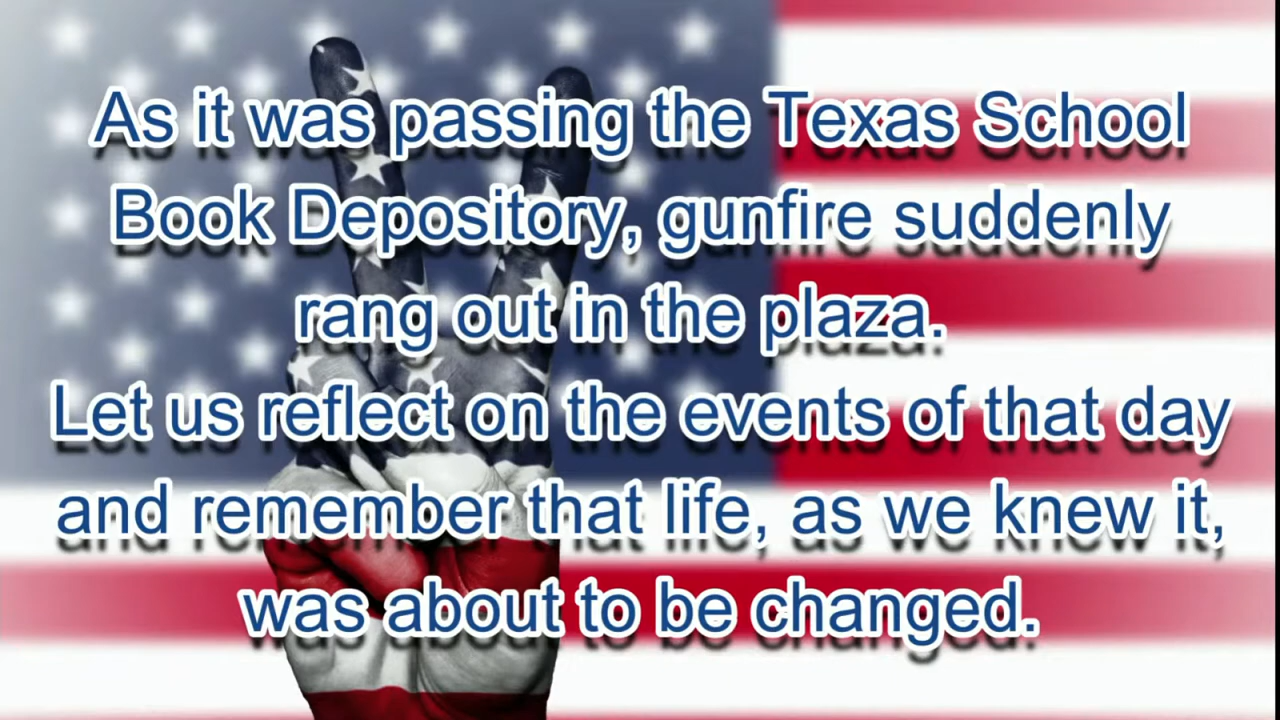 As it was passing the Texas School
Book Depository, gunfire suddenly
rang out in the plaza.
Let us reflect on the events of that day
and remember that life, as we knew it,
was about to be changed.